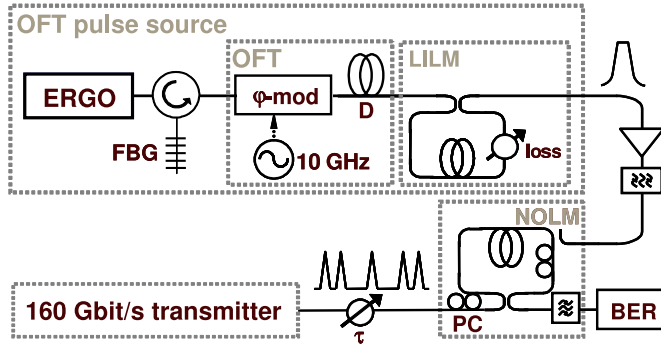 OFT pulse source
OFT
LILM
ERGO
φ-mod
D
FBG
10 GHz
loss
NOLM
160 Gbit/s transmitter
τ
PC
BER